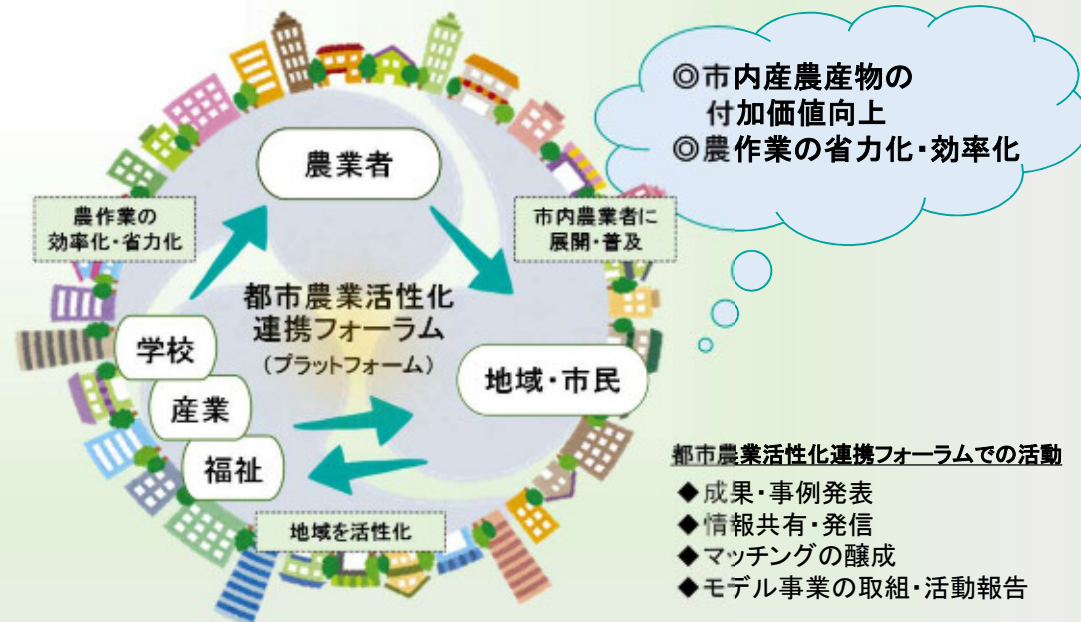 ◎市内産農産物の
付加価値向上
◎農作業の省力化・効率化
農業者
農作業の
効率化・省力化
市内農業者に
展開・普及
都市農業活性化
連携フォーラム
(プラットフォーム)
学校
産業
福祉
地域・市民
地域を活性化
都市農業活性化連携フォーラムでの活動
◆成果・事例発表
◆情報共有・発信
◆マッチングの醸成
◆モデル事業の取組・活動報告